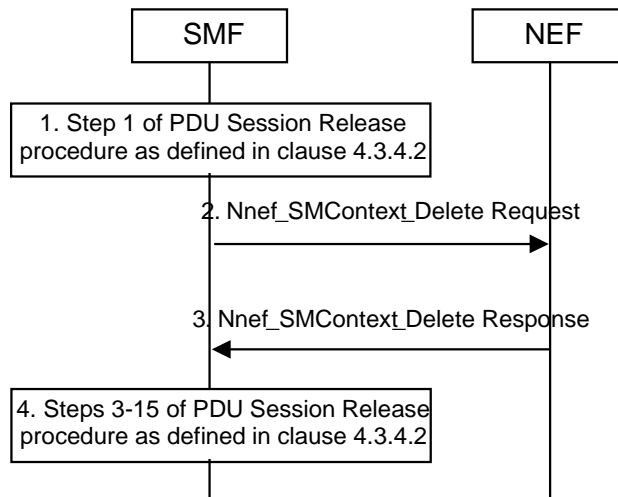 SMF
NEF
1. Step 1 of PDU Session Release
procedure as defined in clause 4.3.4.2
2. Nnef_SMContext_Delete Request
3. Nnef_SMContext_Delete Response
4. Steps 3-15 of PDU Session Release
procedure as defined in clause 4.3.4.2